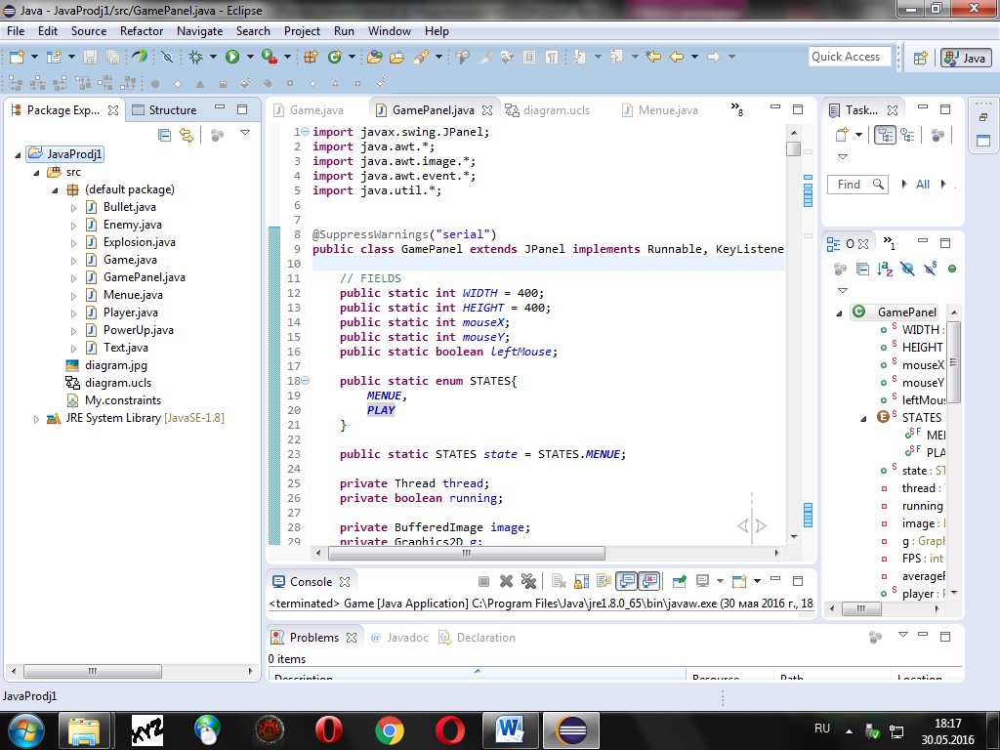 Java - JavaProdj1/src/GamePanel.java - Eclipse
File Edit Source Refactor Navigate Search Project Run Window Help
Quick Access
Java
Package Exp...
Structure
Game.java
GamePanel.java
diagram.ucls
Menue.java
»8
Task...
JavaProdj1
src
(default package)
Bullet.java
Enemy.java
Explosion.java
Game.java
GamePanel.java
Menue.java
Player.java
PowerUp.java
Text.java
diagram.jpg
diagram.ucls
My.constraints
JRE System Library [JavaSE-1.8]
1 import javax.swing.JPanel;
2 import java.awt.*;
3 import java.awt.image.*;
4 import java.awt.event.*;
5 import java.util.*;
6
7
8 @SuppressWarnings("serial")
9 public class GamePanel extends JPanel implements Runnable, KeyListene
10
11 // FIELDS
12 public static int WIDTH = 400;
13 public static int HEIGHT = 400;
14 public static int mouseX;
15 public static int mouseY;
16 public static boolean leftMouse;
17
18 public static enum STATES{
19 MENUE,
20 PLAY
21 }
22
23 public static STATES state = STATES.MENUE;
24
25 private Thread thread;
26 private boolean running;
27
28 private BufferedImage image;
29 private Graphics2D g;
Find
All
O
»1
GamePanel
WIDTH :
HEIGHT
mouseX
mouseY
leftMou
STATES
ME
PLA
state : ST
thread :
running
image :
g : Graph
FPS : int
averageF
player : P
Console
<terminated> Game [Java Application] C:\Program Files\Java\jre1.8.0_65\bin\javaw.exe (30 мая 2016 г., 18:
Problems
@ Javadoc
Declaration
0 items
Description Resource Path Location
JavaProdj1
XYZ
W
RU
18:17
30.05.2016